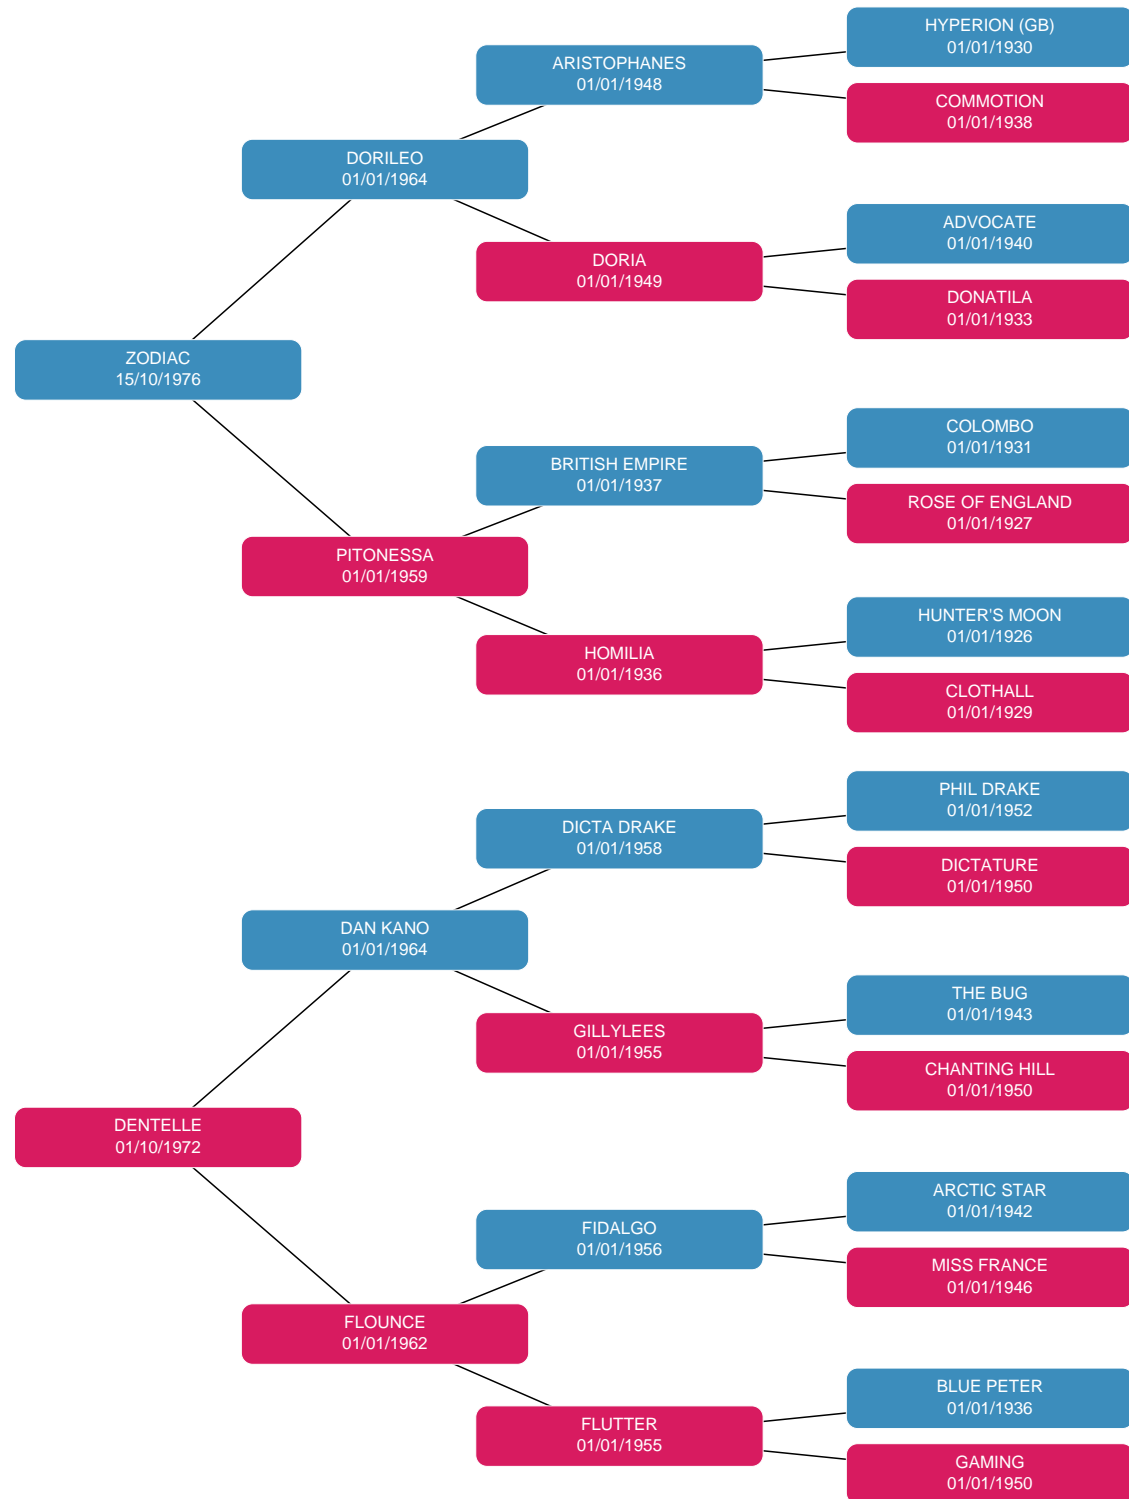 HYPERION (GB)
01/01/1930
ARISTOPHANES
01/01/1948
COMMOTION
01/01/1938
DORILEO
01/01/1964
ADVOCATE
01/01/1940
DORIA
01/01/1949
DONATILA
01/01/1933
ZODIAC
15/10/1976
COLOMBO
01/01/1931
BRITISH EMPIRE
01/01/1937
ROSE OF ENGLAND
01/01/1927
PITONESSA
01/01/1959
HUNTER'S MOON
01/01/1926
HOMILIA
01/01/1936
CLOTHALL
01/01/1929
PHIL DRAKE
01/01/1952
DICTA DRAKE
01/01/1958
DICTATURE
01/01/1950
DAN KANO
01/01/1964
THE BUG
01/01/1943
GILLYLEES
01/01/1955
CHANTING HILL
01/01/1950
DENTELLE
01/10/1972
ARCTIC STAR
01/01/1942
FIDALGO
01/01/1956
MISS FRANCE
01/01/1946
FLOUNCE
01/01/1962
BLUE PETER
01/01/1936
FLUTTER
01/01/1955
GAMING
01/01/1950